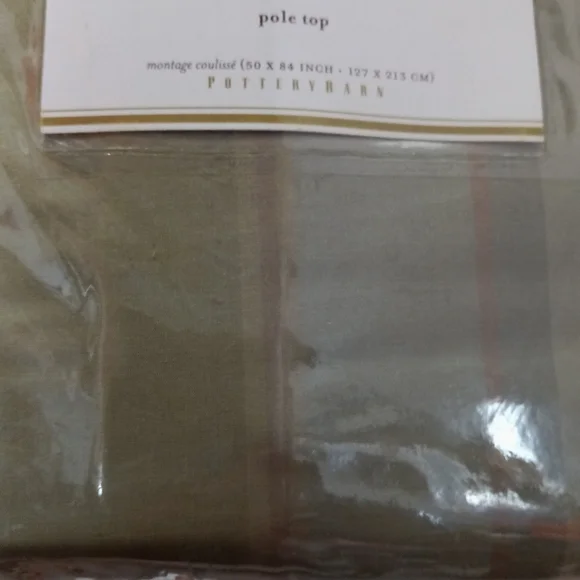 pole top
montage coulissé (50 X 84 INCH - 127 X 213 CM)
POTTERYBARN